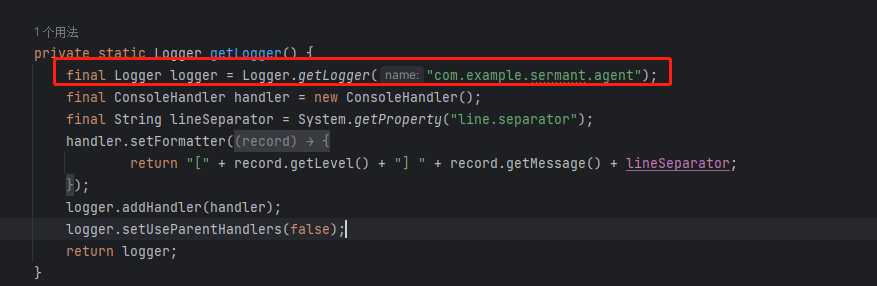 1 个用法
private static Logger getLogger() {
final Logger logger = Logger.getLogger( name: "com.example.sermant.agent");
final ConsoleHandler handler = new ConsoleHandler();
final String lineSeparator = System.getProperty("line.separator");
handler.setFormatter((record) → {
return "[" + record.getLevel() + "] " + record.getMessage() + lineSeparator;
});
logger.addHandler(handler);
logger.setUseParentHandlers(false);
return logger;
}